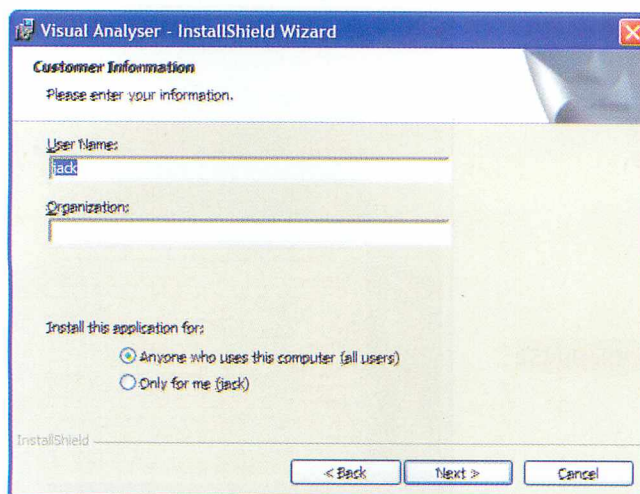 Visual Analyser - InstallShield Wizard
Customer Information
Please enter your information.
User Name:
jack
Organization:
Install this application for:
Anyone who uses this computer (all users)
Only for me (jack)
InstallShield
< Back
Next >
Cancel